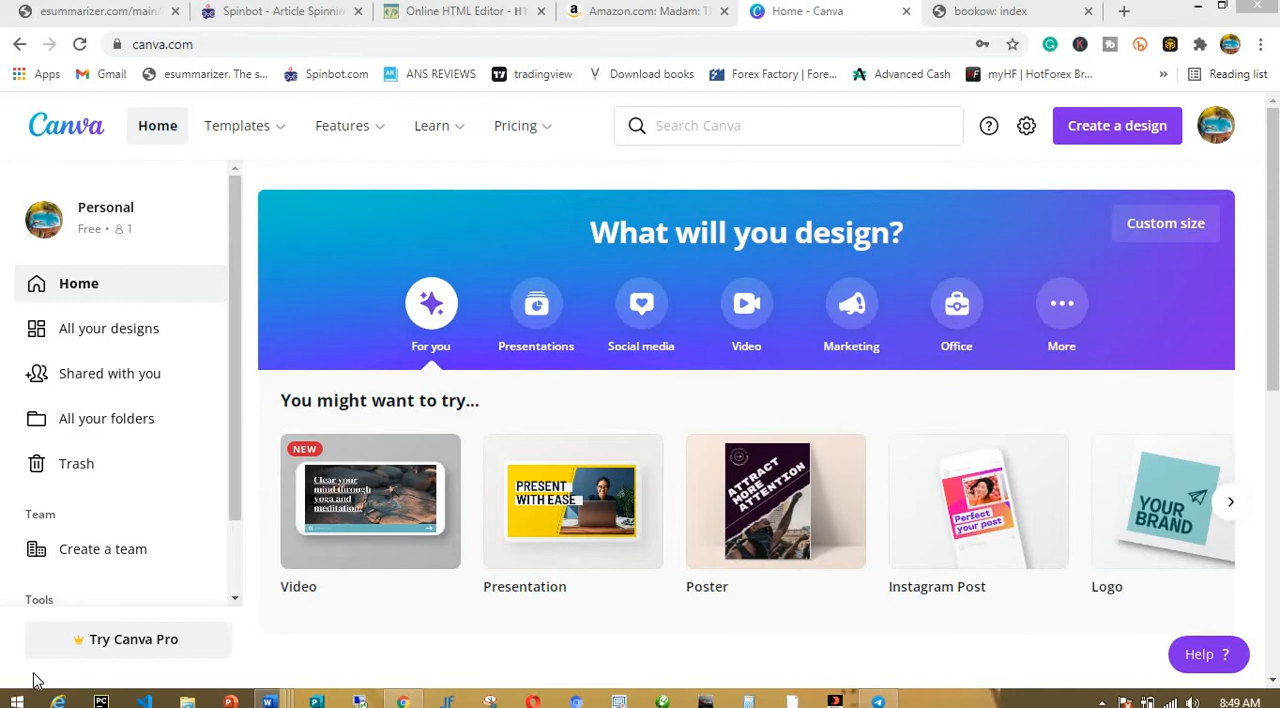 esummarizer.com/main/
Spinbot - Article Spinnin
Online HTML Editor - HT
Amazon.com: Madam: Th
Home - Canva
bookow: index
canva.com
Apps
Gmail
esummarizer. The s...
Spinbot.com
ANS REVIEWS
tradingview
Download books
Forex Factory | Fore...
Advanced Cash
myHF | HotForex Br...
»
Reading list
Canva
Home
Templates
Features
Learn
Pricing
Search Canva
Create a design
Personal
Free • 1
Home
All your designs
Shared with you
All your folders
Trash
Team
Create a team
Tools
Try Canva Pro
What will you design?
Custom size
For you
Presentations
Social media
Video
Marketing
Office
More
You might want to try...
NEW
Clear your
mind through
yoga and
meditation.
Video
PRESENT
WITH EASE
Presentation
ATTRACT
MORE
ATTENTION
Poster
Perfect
your post
Instagram Post
YOUR
BRAND
Logo
Help ?
8:49 AM